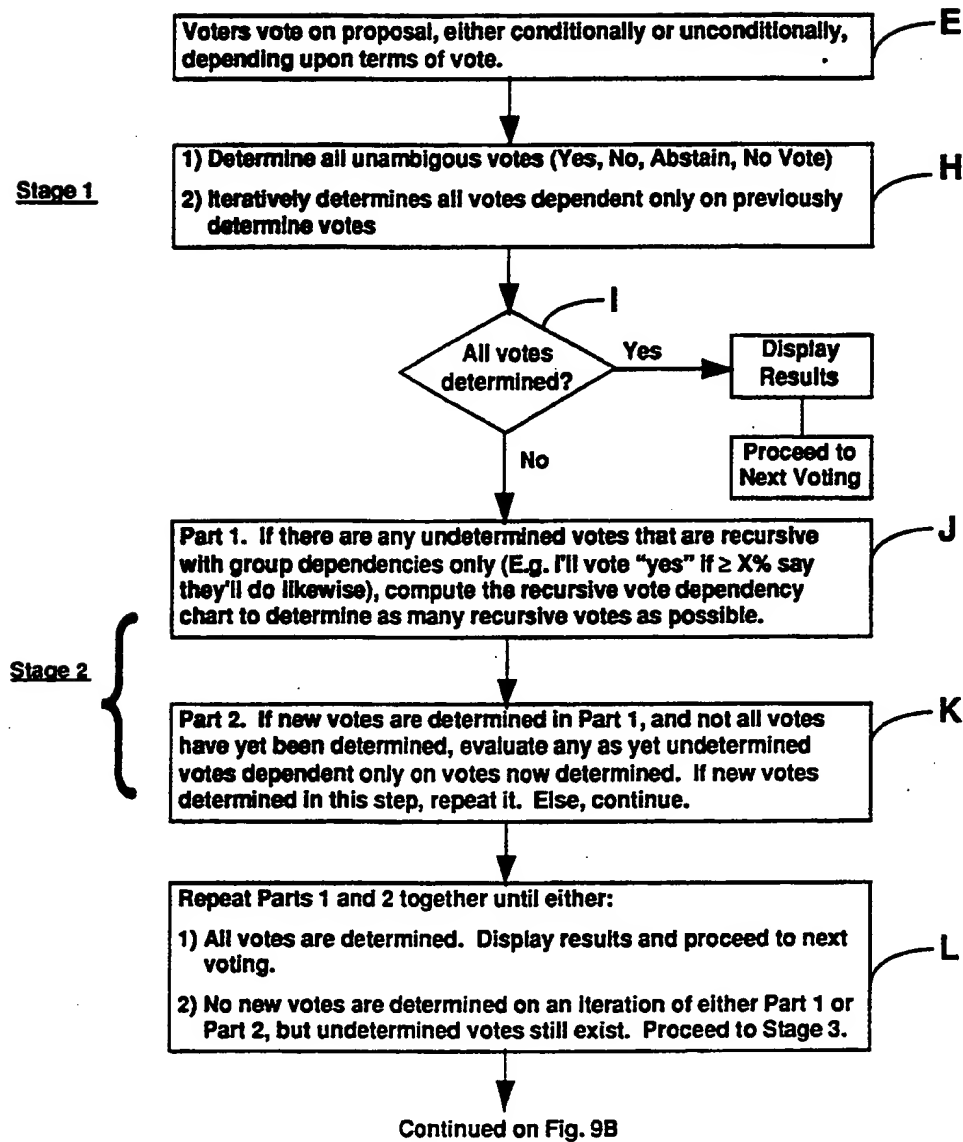 Voters vote on proposal, either conditionally or unconditionally,
depending upon terms of vote.
E
1) Determine all unambigous votes (Yes, No, Abstain, No Vote)
2) Iteratively determines all votes dependent only on previously
determine votes
H
Stage 1
I
All votes
determined?
Yes
Display
Results
Proceed to
Next Voting
No
Part 1. If there are any undetermined votes that are recursive
with group dependencies only (E.g. I'll vote "yes" if ≥ X% say
they'll do likewise), compute the recursive vote dependency
chart to determine as many recursive votes as possible.
J
Stage 2
Part 2. If new votes are determined in Part 1, and not all votes
have yet been determined, evaluate any as yet undetermined
votes dependent only on votes now determined. If new votes
determined in this step, repeat it. Else, continue.
K
Repeat Parts 1 and 2 together until either:
1) All votes are determined. Display results and proceed to next
voting.
2) No new votes are determined on an iteration of either Part 1 or
Part 2, but undetermined votes still exist. Proceed to Stage 3.
L
Continued on Fig. 9B